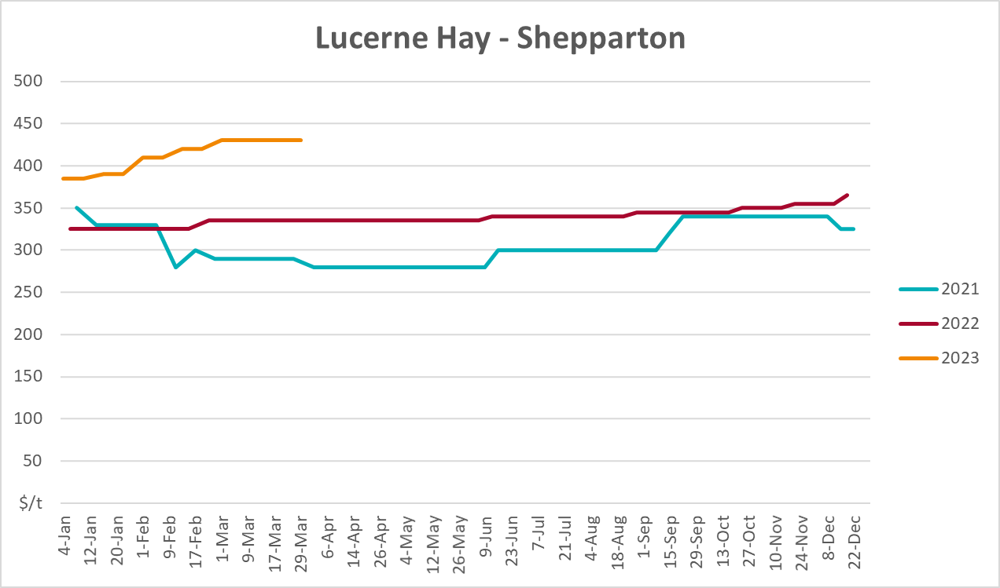 Lucerne Hay - Shepparton
500
450
400
350
300
250
200
150
100
50
$/t
4-Jan
12-Jan
20-Jan
1-Feb
9-Feb
17-Feb
1-Mar
9-Mar
17-Mar
29-Mar
6-Apr
14-Apr
26-Apr
4-May
12-May
26-May
9-Jun
23-Jun
7-Jul
21-Jul
4-Aug
18-Aug
1-Sep
15-Sep
29-Sep
13-Oct
27-Oct
10-Nov
24-Nov
8-Dec
22-Dec
2021
2022
2023